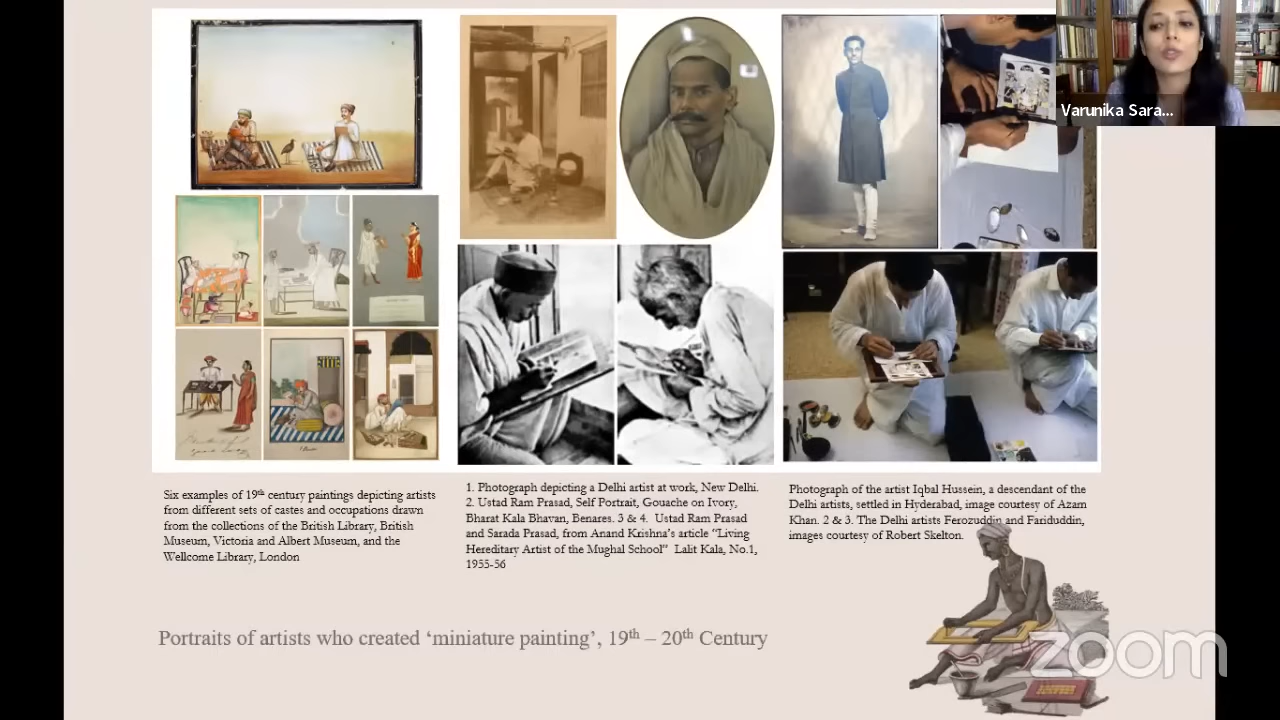 Varunika Sara...
Six examples of 19th century paintings depicting artists
from different sets of castes and occupations drawn
from the collections of the British Library, British
Museum, Victoria and Albert Museum, and the
Wellcome Library, London
1. Photograph depicting a Delhi artist at work, New Delhi.
2. Ustad Ram Prasad, Self Portrait, Gouache on Ivory,
Bharat Kala Bhavan, Benares. 3 & 4. Ustad Ram Prasad
and Sarada Prasad, from Anand Krishna's article "Living
Hereditary Artist of the Mughal School" Lalit Kala, No.1,
1955-56
Photograph of the artist Iqbal Hussein, a descendant of the
Delhi artists, settled in Hyderabad, image courtesy of Azam
Khan. 2 & 3. The Delhi artists Ferozuddin and Fariduddin,
images courtesy of Robert Skelton.
Portraits of artists who created 'miniature painting', 19th – 20th Century
zoom